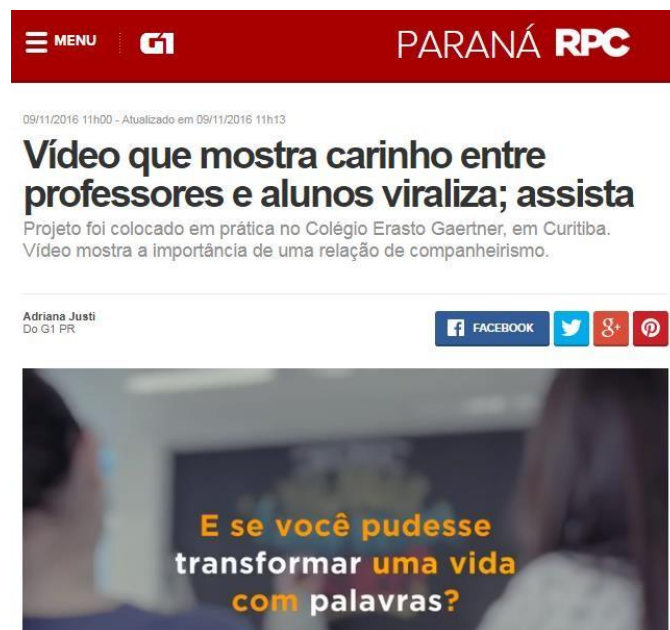 MENU G1 PARANÁ RPC
09/11/2016 11h00 - Atualizado em 09/11/2016 11h13
Vídeo que mostra carinho entre
professores e alunos viraliza; assista
Projeto foi colocado em prática no Colégio Erasto Gaertner, em Curitiba.
Vídeo mostra a importância de uma relação de companheirismo.
Adriana Justi
Do G1 PR
FACEBOOK
E se você pudesse
transformar uma vida
com palavras?